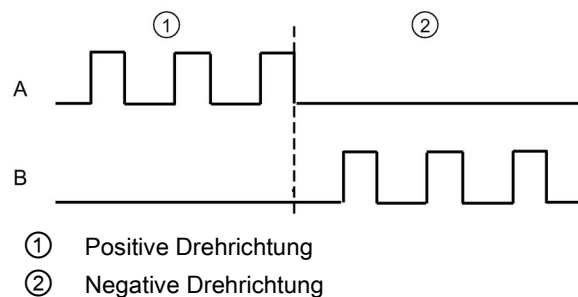 ① ②
A
B
① Positive Drehrichtung
② Negative Drehrichtung